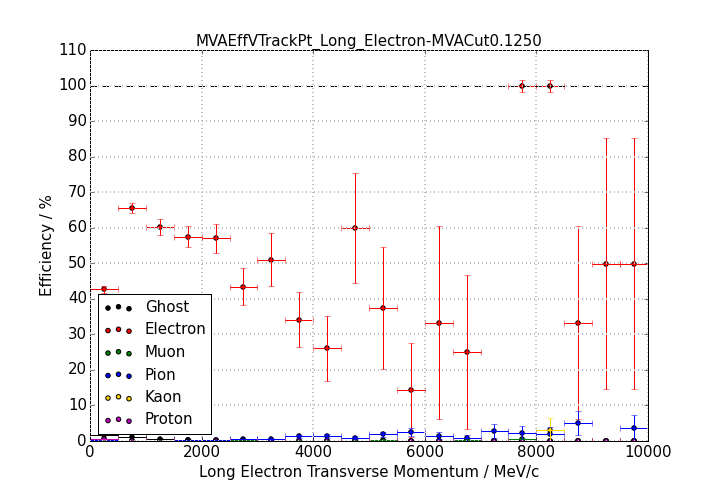 MVAEffVTrackPt_Long_Electron-MVACut0.1250
110
100
90
80
70
60
50
40
30
20
10
0
Efficiency / %
Ghost
Electron
Muon
Pion
Kaon
Proton
0 2000 4000 6000 8000 10000
Long Electron Transverse Momentum / MeV/c